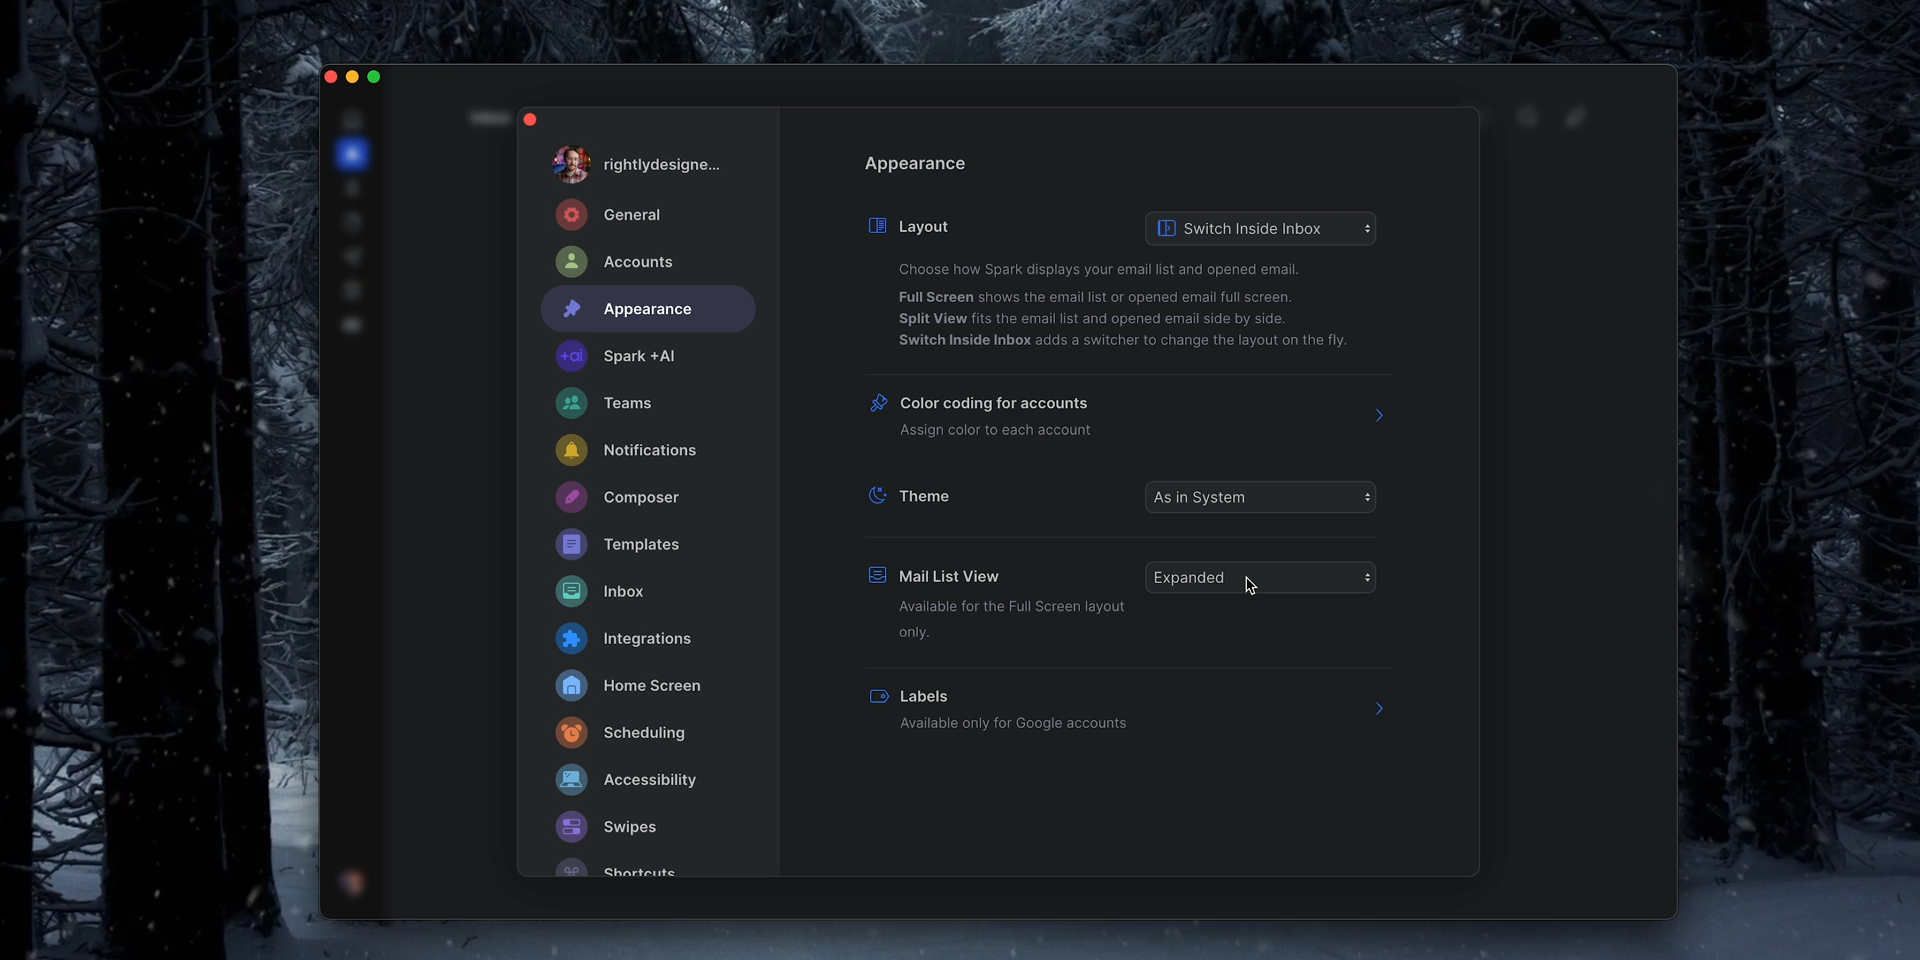 Inbox
rightlydesigne...
General
Accounts
Appearance
+ai Spark +AI
Teams
Notifications
Composer
Templates
Inbox
Integrations
Home Screen
Scheduling
Accessibility
Swipes
Shortcuts
Appearance
Layout
Switch Inside Inbox
Choose how Spark displays your email list and opened email.
Full Screen shows the email list or opened email full screen.
Split View fits the email list and opened email side by side.
Switch Inside Inbox adds a switcher to change the layout on the fly.
Color coding for accounts
Assign color to each account
Theme
As in System
Mail List View
Expanded
Available for the Full Screen layout
only.
Labels
Available only for Google accounts